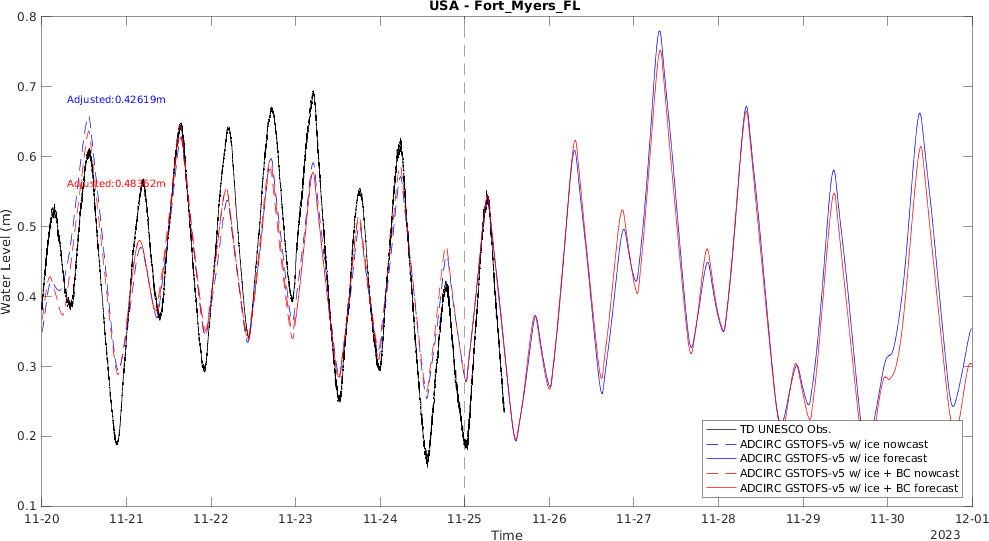 USA - Fort_Myers_FL
0.8
0.7
0.6
0.5
0.4
0.3
0.2
0.1
Water Level (m)
Adjusted:0.42619m
Adjusted:0.48362m
TD UNESCO Obs.
ADCIRC GSTOFS-v5 w/ ice nowcast
ADCIRC GSTOFS-v5 w/ ice forecast
ADCIRC GSTOFS-v5 w/ ice + BC nowcast
ADCIRC GSTOFS-v5 w/ ice + BC forecast
11-20 11-21 11-22 11-23 11-24 11-25 11-26 11-27 11-28 11-29 11-30 12-01
Time
2023